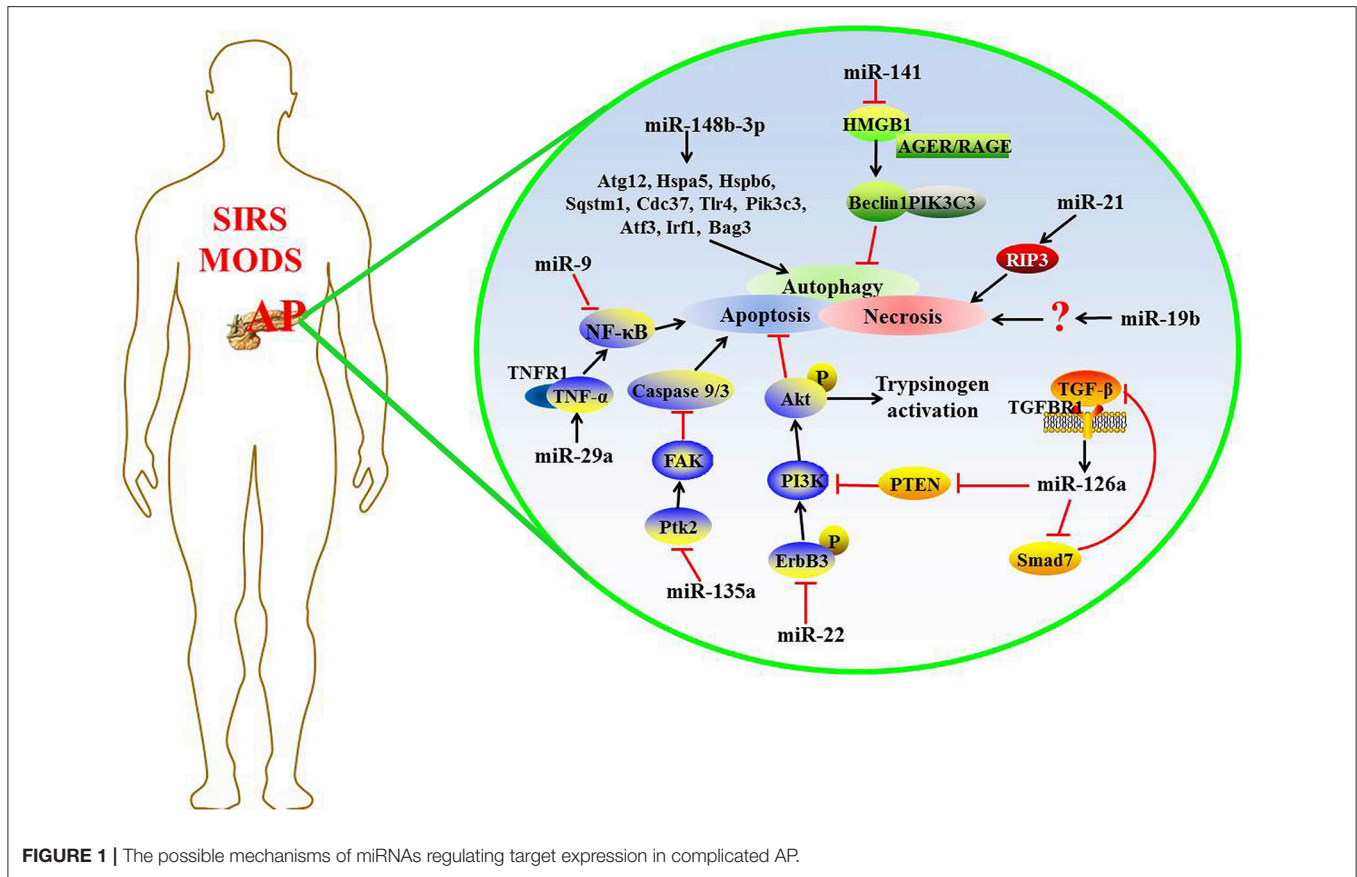 SIRS
MODS
AP
miR-141
HMGB1
AGER/RAGE
miR-148b-3p
Atg12, Hspa5, Hspb6,
Sqstm1, Cdc37, Tlr4, Pik3c3,
Atf3, Irf1, Bag3
Beclin1
PIK3C3
miR-21
RIP3
miR-9
Autophagy
Apoptosis
Necrosis
?
miR-19b
NF-κB
TNFR1
TNF-α
miR-29a
Caspase 9/3
FAK
Ptk2
miR-135a
P
Akt
Trypsinogen
activation
PI3K
PTEN
P
ErbB3
miR-22
TGF-β
TGFBR1
miR-126a
Smad7
FIGURE 1 | The possible mechanisms of miRNAs regulating target expression in complicated AP.